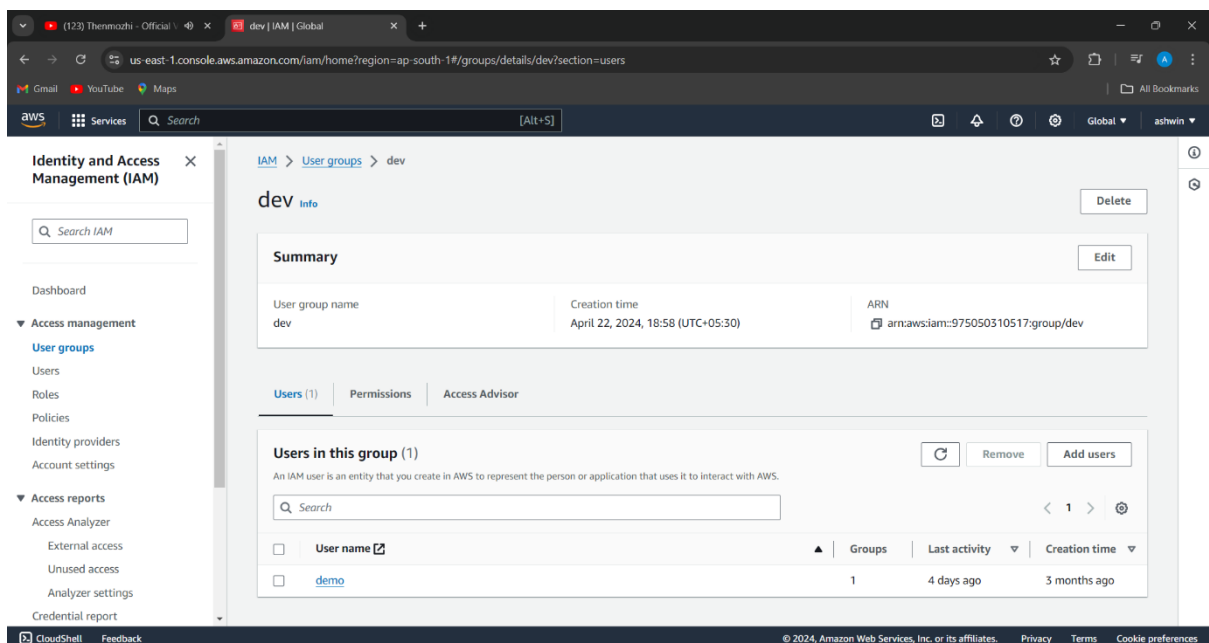 (123) Thenmozhi - Official V
dev | IAM | Global
us-east-1.console.aws.amazon.com/iam/home?region=ap-south-1#/groups/details/dev?section=users
A
Gmail YouTube Maps All Bookmarks
aws Services Search [Alt+S] Global ▼ ashwin ▼
Identity and Access
Management (IAM)
Search IAM
Dashboard
Access management
User groups
Users
Roles
Policies
Identity providers
Account settings
Access reports
Access Analyzer
External access
Unused access
Analyzer settings
Credential report
IAM > User groups > dev
dev Info
Delete
Summary
Edit
User group name
dev
Creation time
April 22, 2024, 18:58 (UTC+05:30)
ARN
arn:aws:iam::975050310517:group/dev
Users (1) Permissions Access Advisor
Users in this group (1)
Remove Add users
An IAM user is an entity that you create in AWS to represent the person or application that uses it to interact with AWS.
Search
< 1 >
User name Groups Last activity Creation time
demo 1 4 days ago 3 months ago
CloudShell Feedback © 2024, Amazon Web Services, Inc. or its affiliates. Privacy Terms Cookie preferences